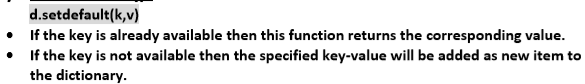 d.setdefault(k,v)
• If the key is already available then this function returns the corresponding value.
• If the key is not available then the specified key-value will be added as new item to
the dictionary.